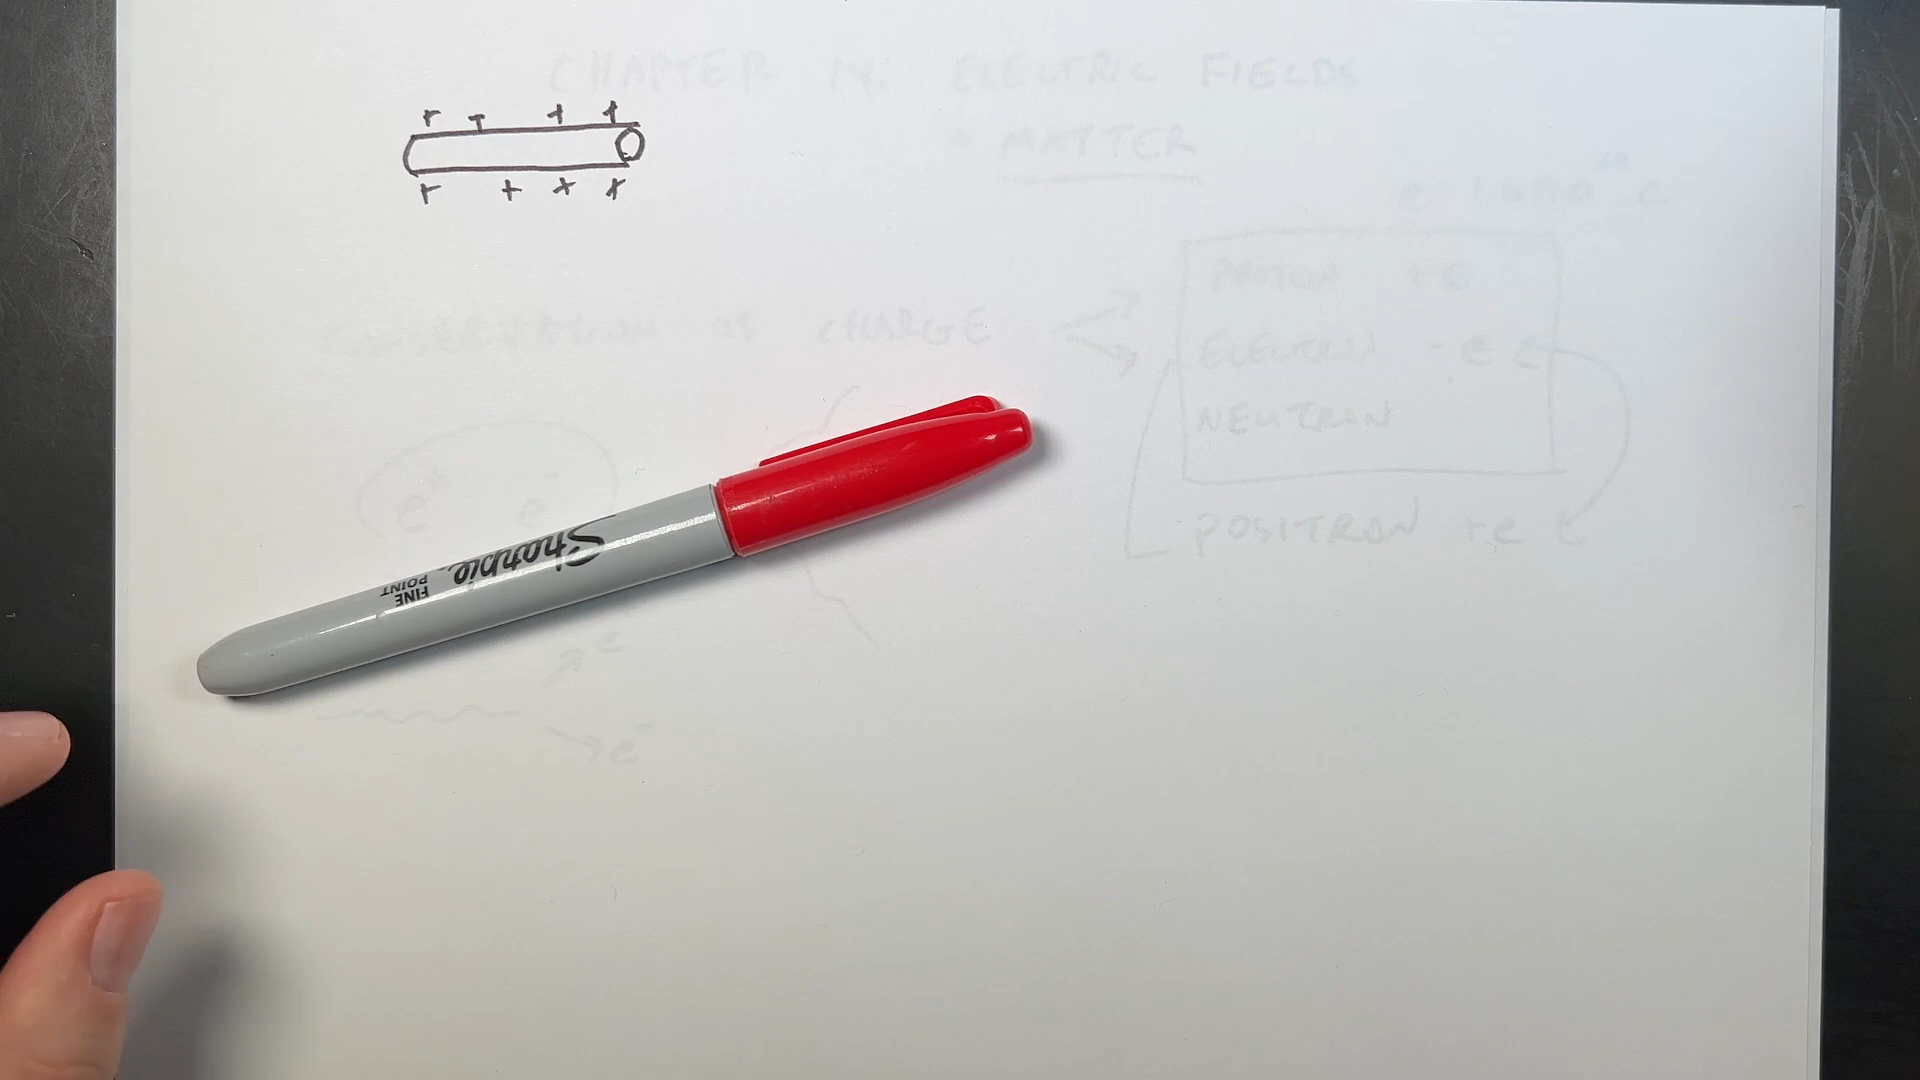 CHAPTER 14: ELECTRIC FIELDS
+ MATTER
+ + + +
+ + + +
PROTON +e
CONSERVATION OF CHARGE
ELECTRON -e
NEUTRON
e+ e-
POSITRON +e
Sharpie
FINE
POINT
e-